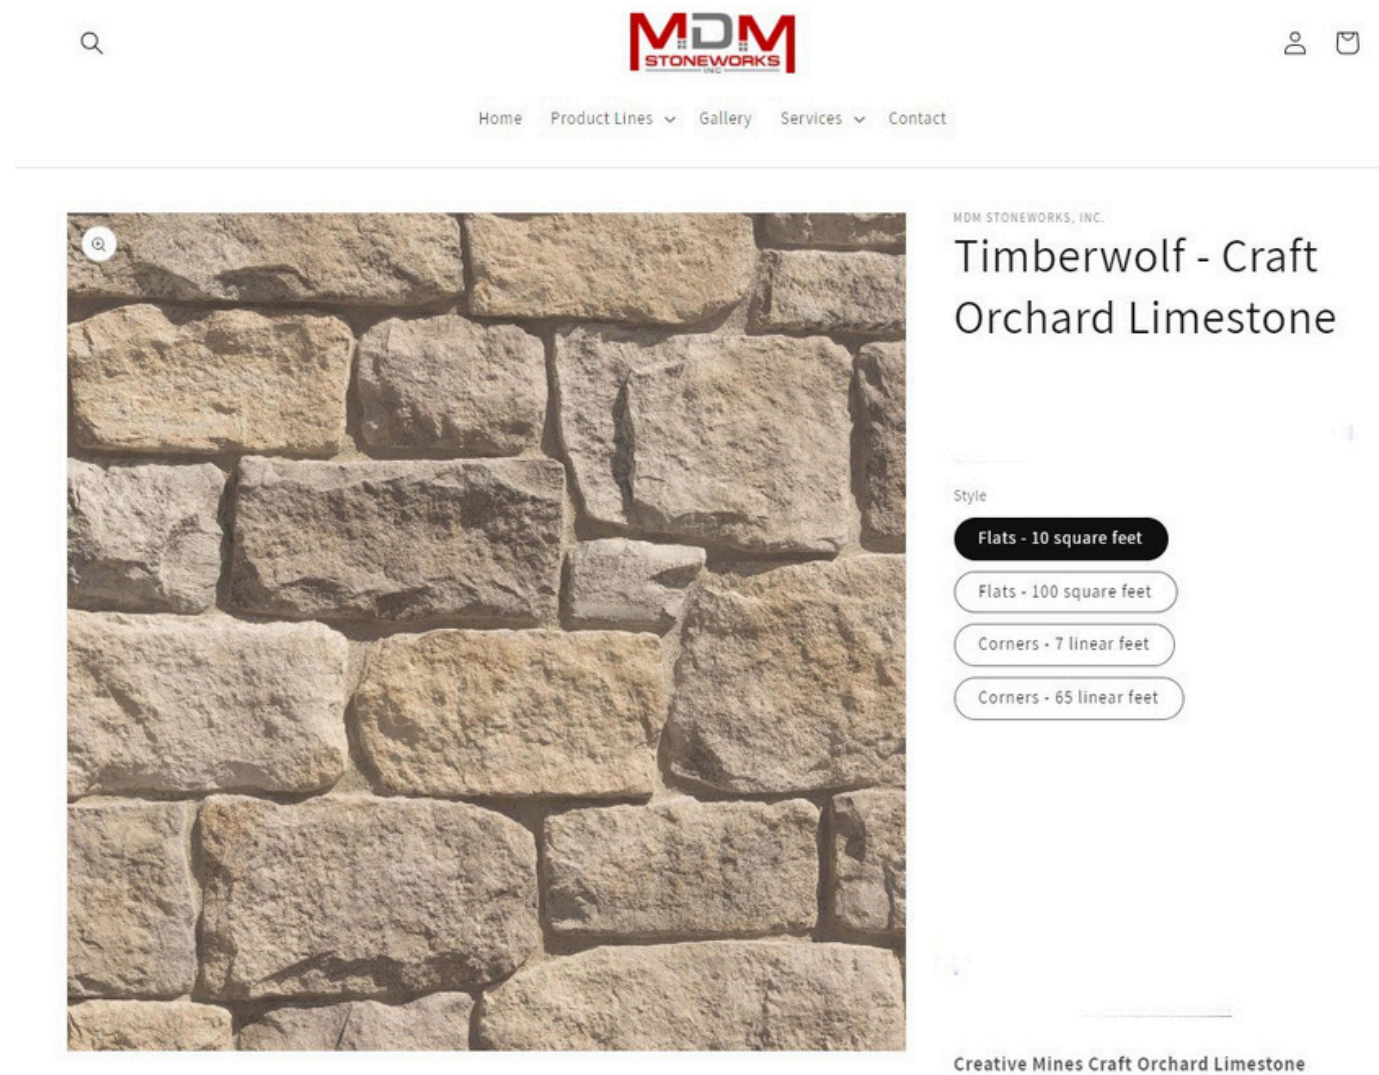 MDM
STONEWORKS
INC
Home Product Lines Gallery Services Contact
MDM STONEWORKS, INC.
Timberwolf - Craft
Orchard Limestone
Style
Flats - 10 square feet
Flats - 100 square feet
Corners - 7 linear feet
Corners - 65 linear feet
Creative Mines Craft Orchard Limestone